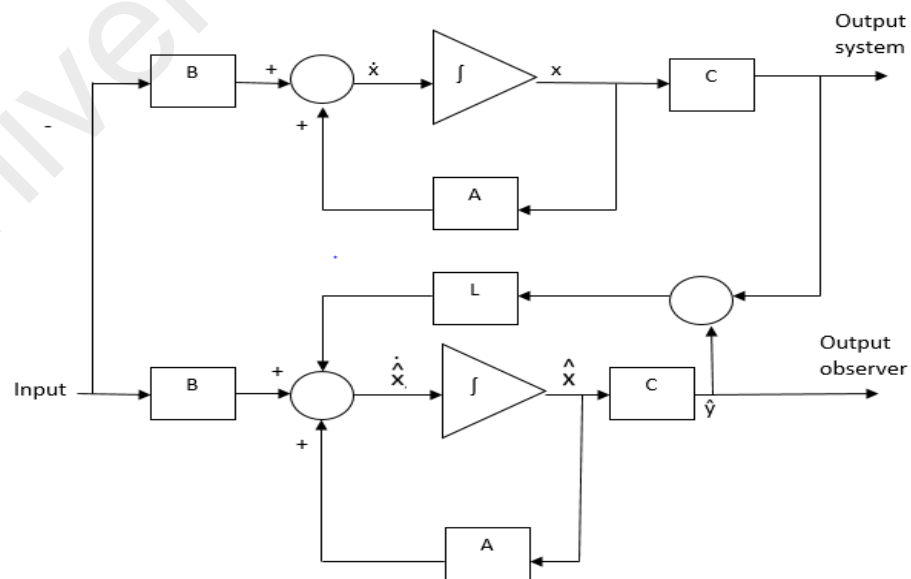 Output
system
B
+
ẋ
∫
x
C
+
-
A
L
Output
observer
Input
B
+
x̂̇
∫
x̂
C
ŷ
+
A